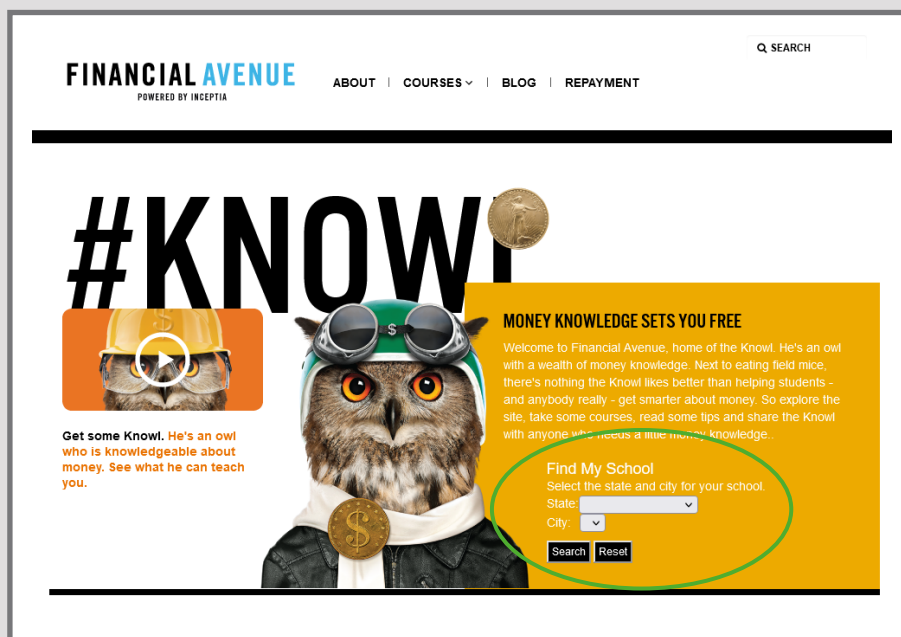 SEARCH
FINANCIAL AVENUE
POWERED BY INCEPTIA
ABOUT | COURSES | BLOG | REPAYMENT
#KNOWL
$
$
MONEY KNOWLEDGE SETS YOU FREE
Welcome to Financial Avenue, home of the Knowl. He's an owl
with a wealth of money knowledge. Next to eating field mice,
there's nothing the Knowl likes better than helping students -
and anybody really - get smarter about money. So explore the
site, take some courses, read some tips and share the Knowl
with anyone who needs a little money knowledge..
Get some Knowl. He's an owl
who is knowledgeable about
money. See what he can teach
you.
Find My School
Select the state and city for your school.
State:
City:
$
Search Reset